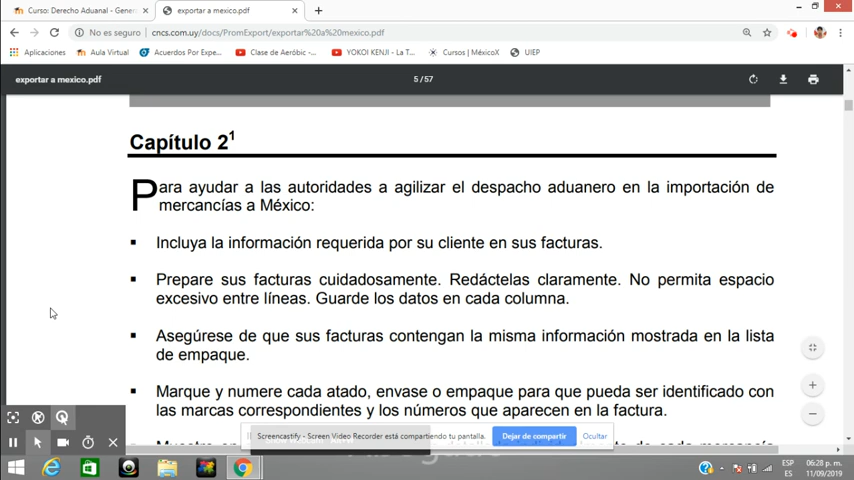 Curso: Derecho Aduanal - Gener
exportar a mexico.pdf
No es seguro
cncs.com.uy/docs/PromExport/exportar%20a%20mexico.pdf
Aplicaciones
Aula Virtual
Acuerdos Por Expe...
Clase de Aeróbic -...
YOKOI KENJI - La T...
Cursos | MéxicoX
UIEP
exportar a mexico.pdf
5 / 57
Capítulo 2¹
Para ayudar a las autoridades a agilizar el despacho aduanero en la importación de
mercancías a México:
▪ Incluya la información requerida por su cliente en sus facturas.
▪ Prepare sus facturas cuidadosamente. Redáctelas claramente. No permita espacio
excesivo entre líneas. Guarde los datos en cada columna.
▪ Asegúrese de que sus facturas contengan la misma información mostrada en la lista
de empaque.
▪ Marque y numere cada atado, envase o empaque para que pueda ser identificado con
las marcas correspondientes y los números que aparecen en la factura.
Screencastify - Screen Video Recorder está compartiendo tu pantalla.
Dejar de compartir
Ocultar
ESP
ES
06:28 p. m.
11/09/2019